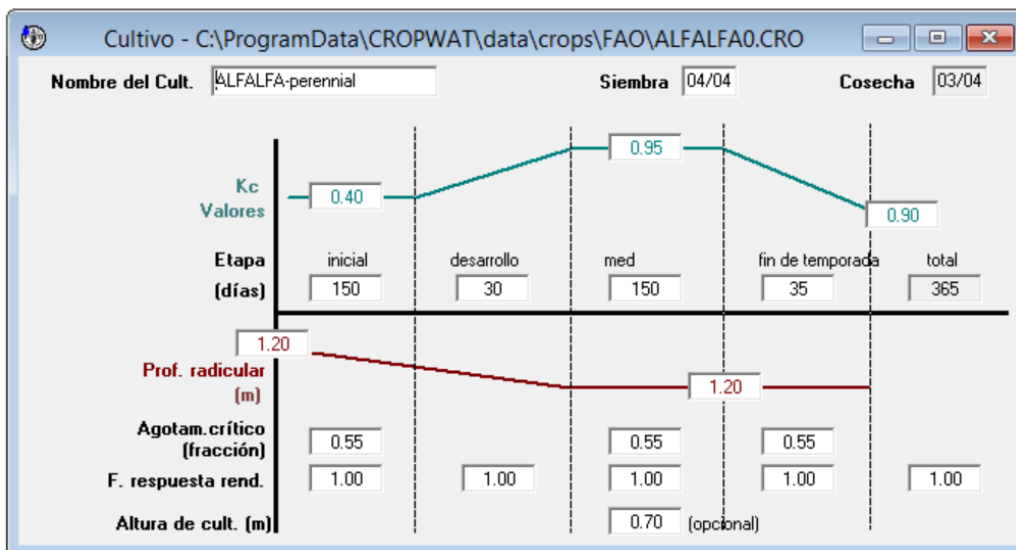 Cultivo - C:\ProgramData\CROPWAT\data\crops\FAO\ALFALFA0.CRO
Nombre del Cult. ALFALFA-perennial Siembra 04/04 Cosecha 03/04
0.95
Kc 0.40
Valores 0.90
Etapa inicial desarrollo med fin de temporada total
(días) 150 30 150 35 365
1.20
Prof. radicular 1.20
(m)
Agotam.crítico
(fracción) 0.55 0.55 0.55
F. respuesta rend. 1.00 1.00 1.00 1.00 1.00
Altura de cult. (m) 0.70 (opcional)